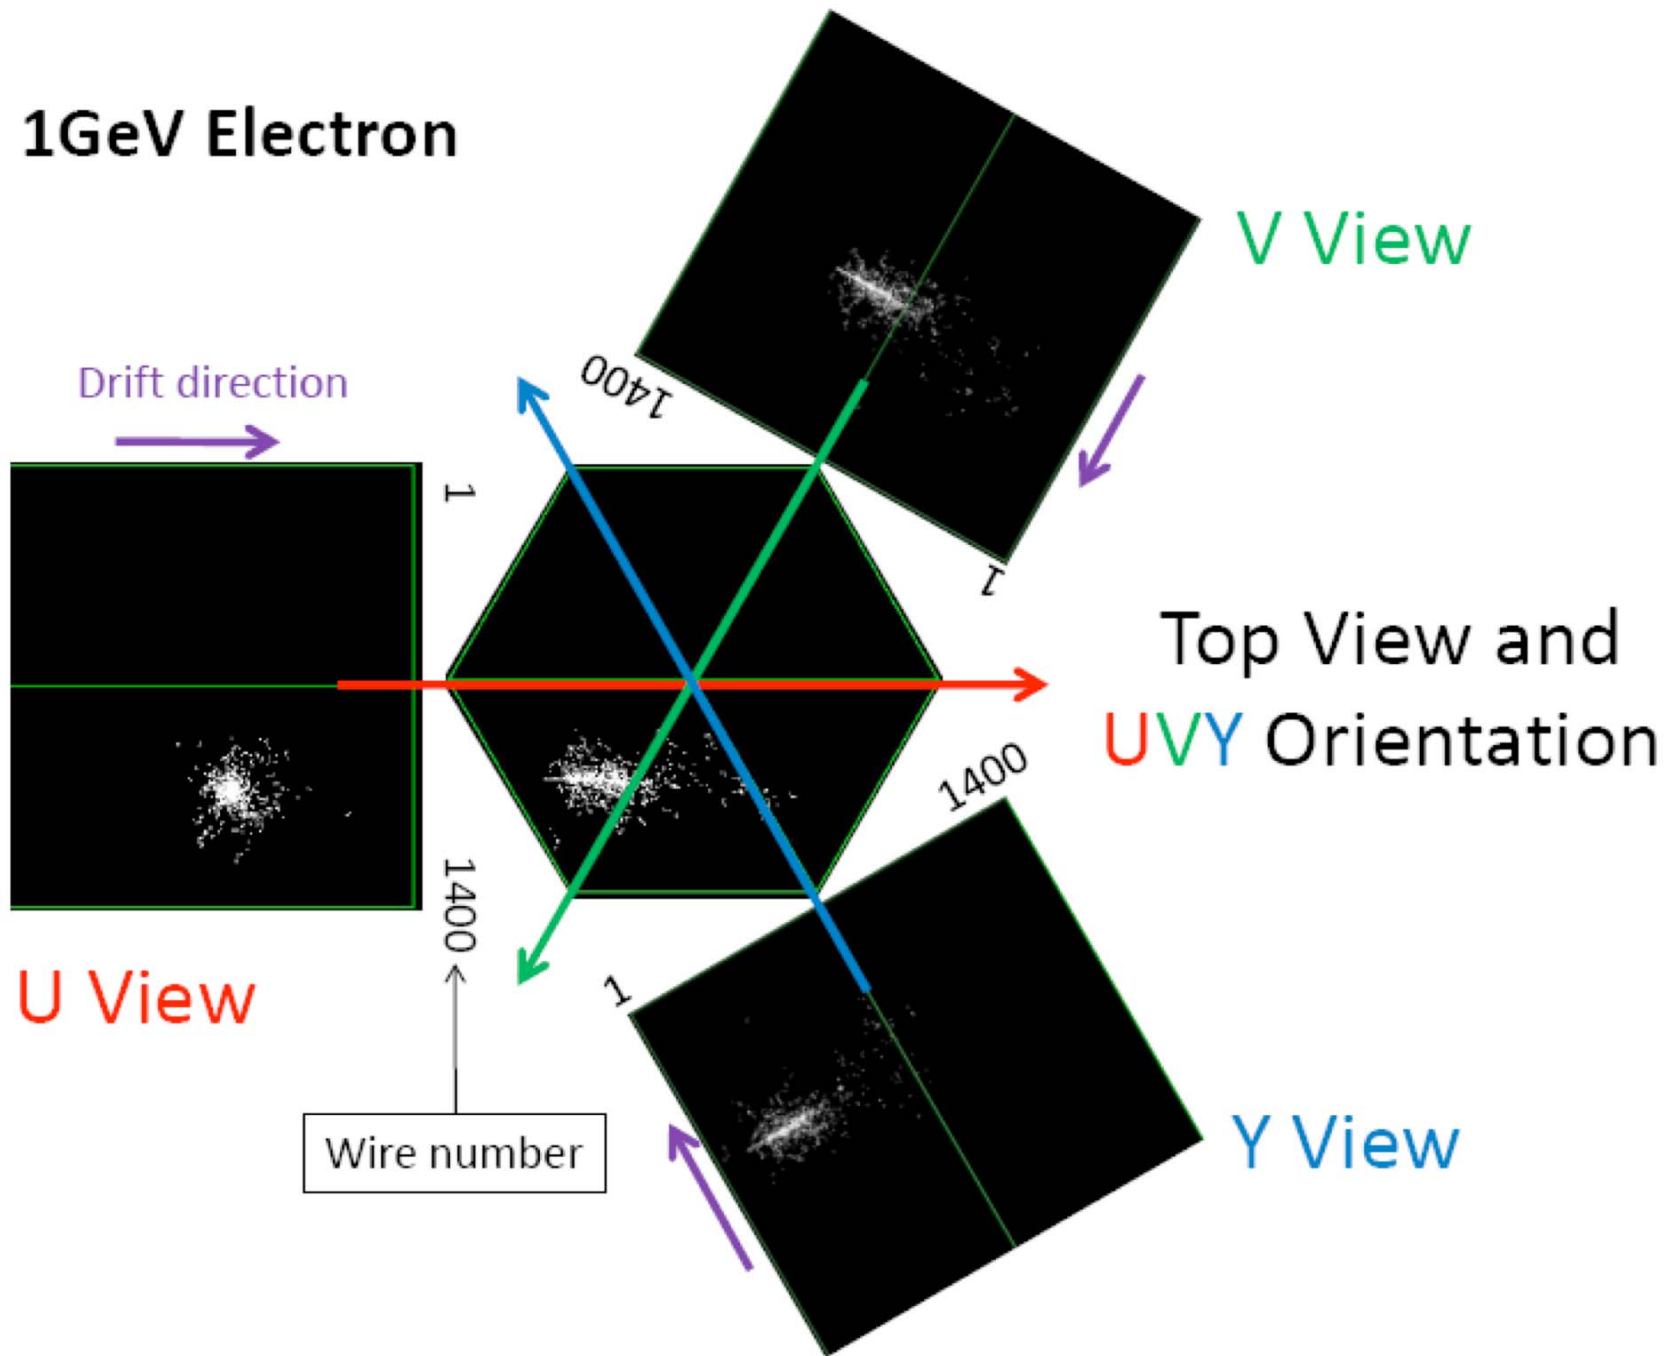 1GeV Electron
V View
1400
Drift direction
1
1
Top View and
UVY Orientation
1400
1400
U View
1
Wire number
Y View